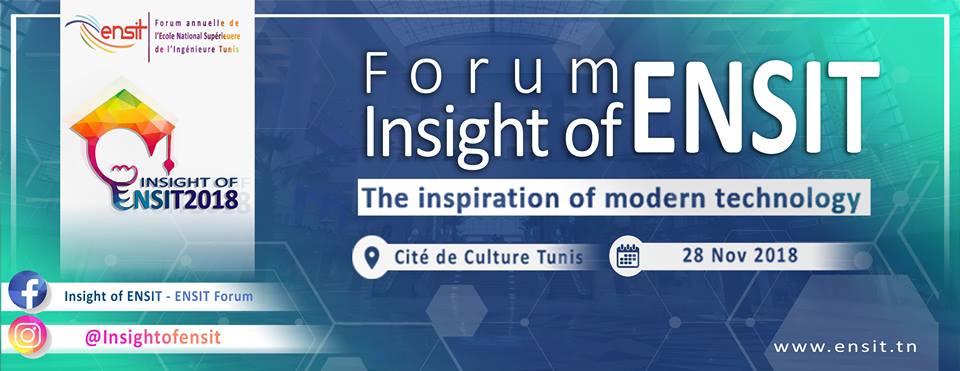 ensit
Forum annuelle de
l'Ecole National Supérieuere
de l'Ingénieure Tunis
INSIGHT OF
ENSIT2018
Forum
Insight of ENSIT
The inspiration of modern technology
Cité de Culture Tunis
28 Nov 2018
Insight of ENSIT - ENSIT Forum
@Insightofensit
www.ensit.tn